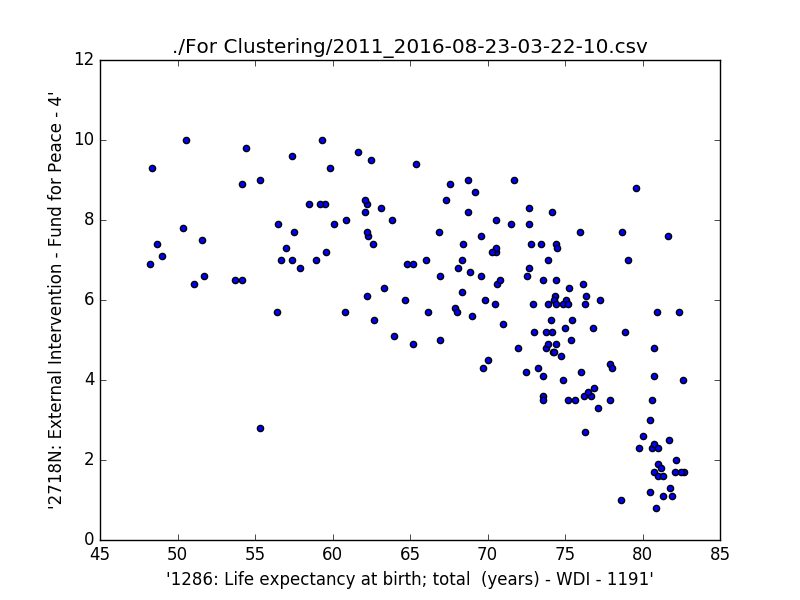 ./For Clustering/2011_2016-08-23-03-22-10.csv
12
10
8
6
4
2
0
'2718N: External Intervention - Fund for Peace - 4'
45 50 55 60 65 70 75 80 85
'1286: Life expectancy at birth; total  (years) - WDI - 1191'